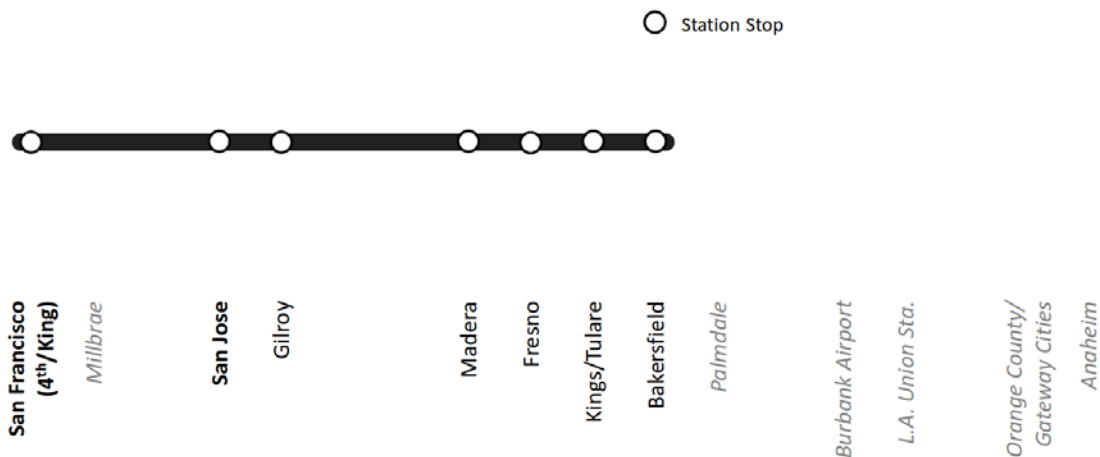 Station Stop
San Francisco
(4th/King)
Millbrae
San Jose
Gilroy
Madera
Fresno
Kings/Tulare
Bakersfield
Palmdale
Burbank Airport
L.A. Union Sta.
Orange County/
Gateway Cities
Anaheim